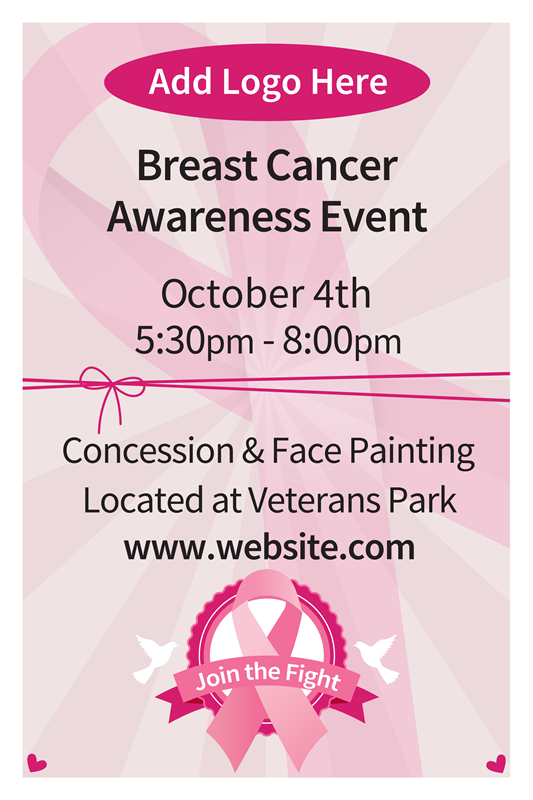 Add Logo Here
Breast Cancer
Awareness Event
October 4th
5:30pm - 8:00pm
Concession & Face Painting
Located at Veterans Park
www.website.com
Join the Fight